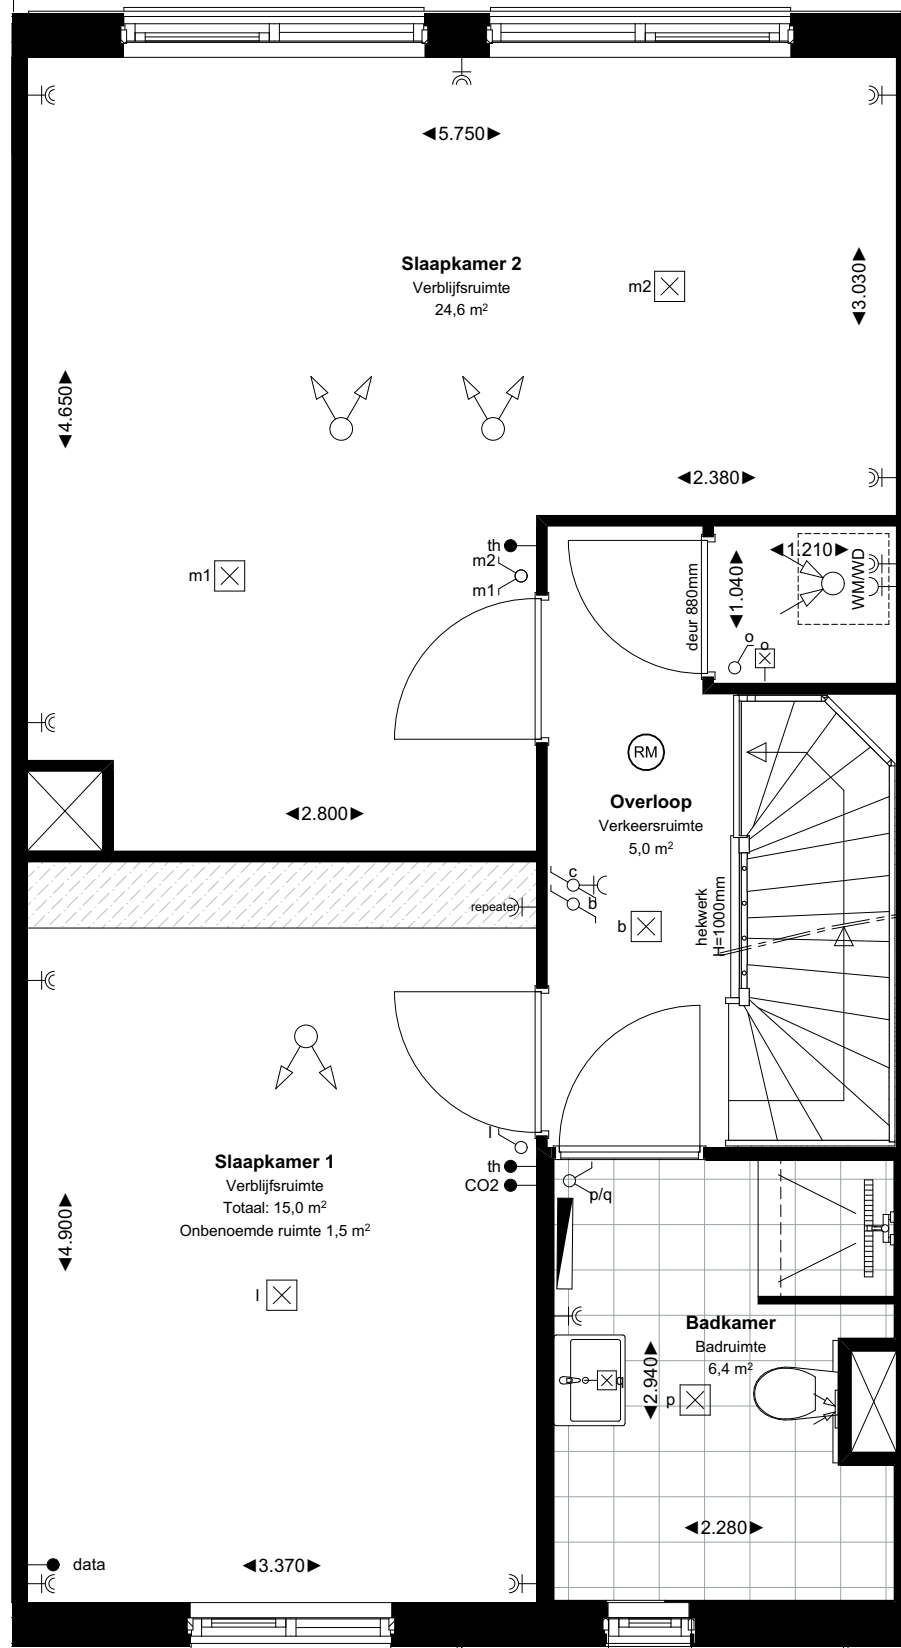 5.750
Slaapkamer 2
Verblijfsruimte
24,6 m²
m2
3.030
4.650
2.380
th
m2
m1
m1
deur 880mm
1.040
1.210
WM/WD
o
o
RM
2.800
Overloop
Verkeersruimte
5,0 m²
c
b
repeater
b
hekwerk
H=1000mm
l
th
CO2
Slaapkamer 1
Verblijfsruimte
Totaal: 15,0 m²
Onbenoemde ruimte 1,5 m²
4.900
l
p/q
Badkamer
Badruimte
6,4 m²
2.940
q
p
2.280
data
3.370